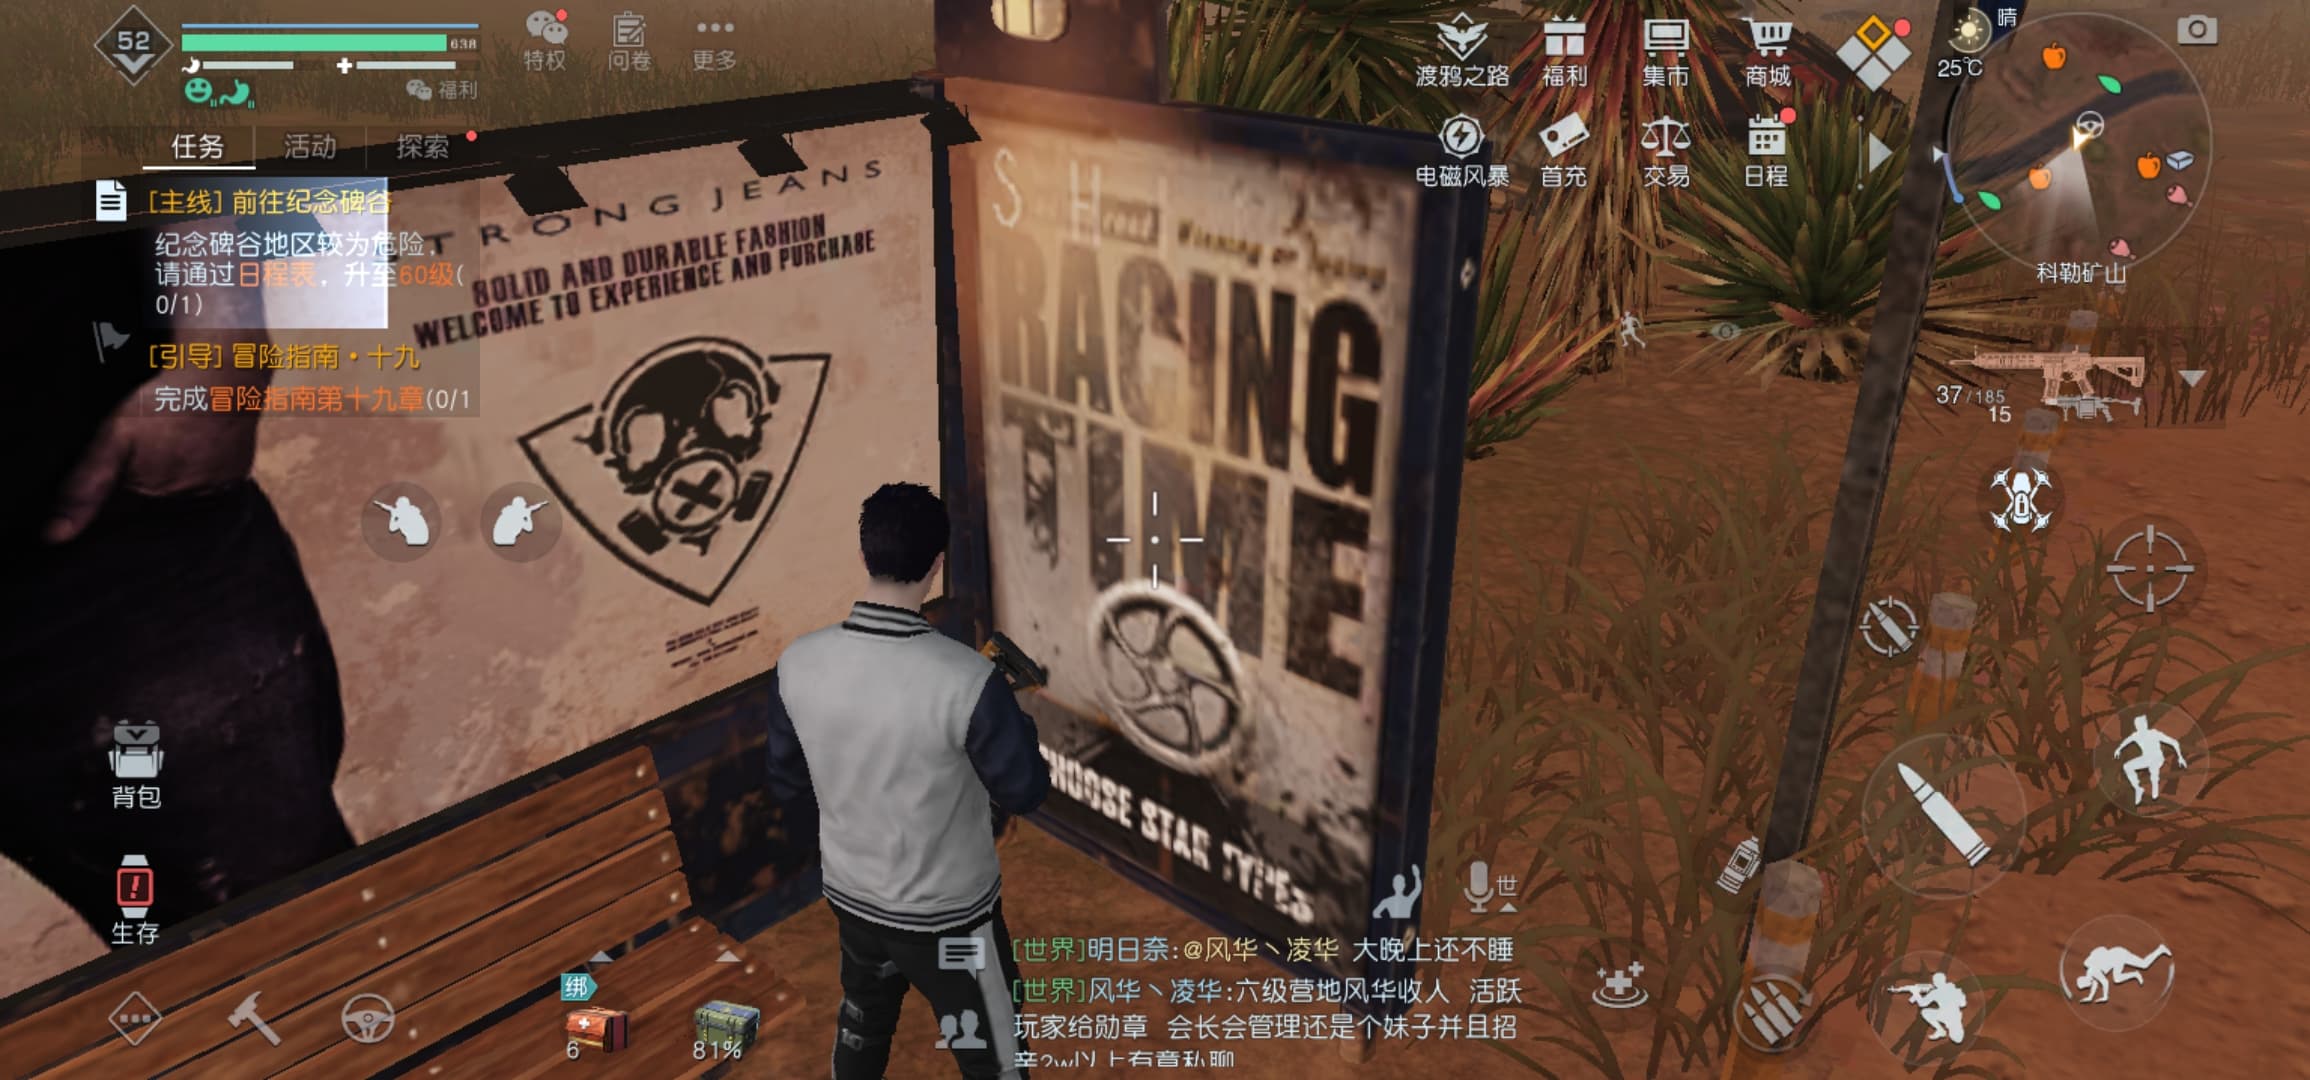 52
638
特权
问卷
更多
福利
任务
活动
探索
[主线] 前往纪念碑谷
纪念碑谷地区较为危险,
请通过日程表，升至60级(
0/1)
[引导] 冒险指南・十九
完成冒险指南第十九章(0/1
背包
生存
TRONG JEANS
SOLID AND DURABLE FASHION
WELCOME TO EXPERIENCE AND PURCHASE
S H
RACING
TIME
CHOOSE STAR TYPES
渡鸦之路
福利
集市
商城
电磁风暴
首充
交易
日程
晴
25℃
科勒矿山
37/185
15
世
绑
6
81%
[世界]明日奈:@风华丶凌华 大晚上还不睡
[世界]风华丶凌华:六级营地风华收人 活跃
玩家给勋章 会长会管理还是个妹子并且招